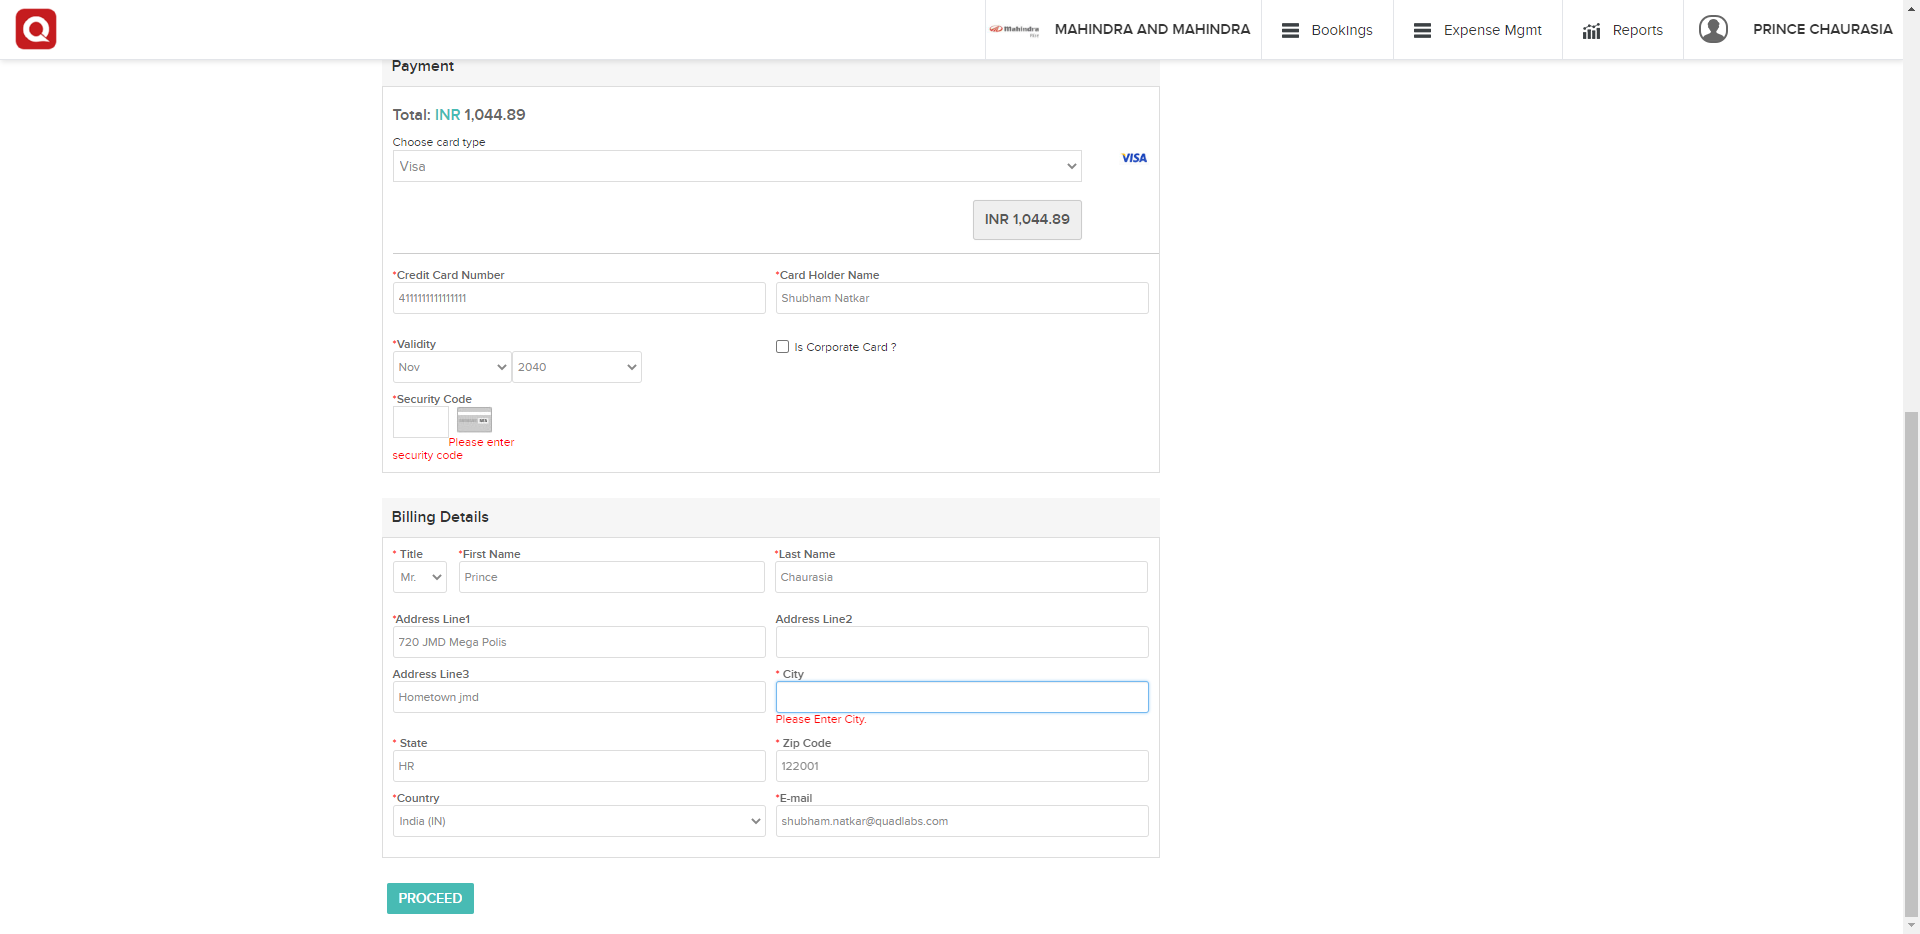 MAHINDRA AND MAHINDRA
Bookings
Expense Mgmt
Reports
PRINCE CHAURASIA
Payment
Total: INR 1,044.89
Choose card type
Visa
VISA
INR 1,044.89
*Credit Card Number
*Card Holder Name
4111111111111111
Shubham Natkar
*Validity
Is Corporate Card ?
Nov
2040
*Security Code
Please enter
security code
Billing Details
* Title
*First Name
*Last Name
Mr.
Prince
Chaurasia
*Address Line1
Address Line2
720 JMD Mega Polis
Address Line3
* City
Hometown jmd
Please Enter City.
* State
* Zip Code
HR
122001
*Country
*E-mail
India (IN)
shubham.natkar@quadlabs.com
PROCEED